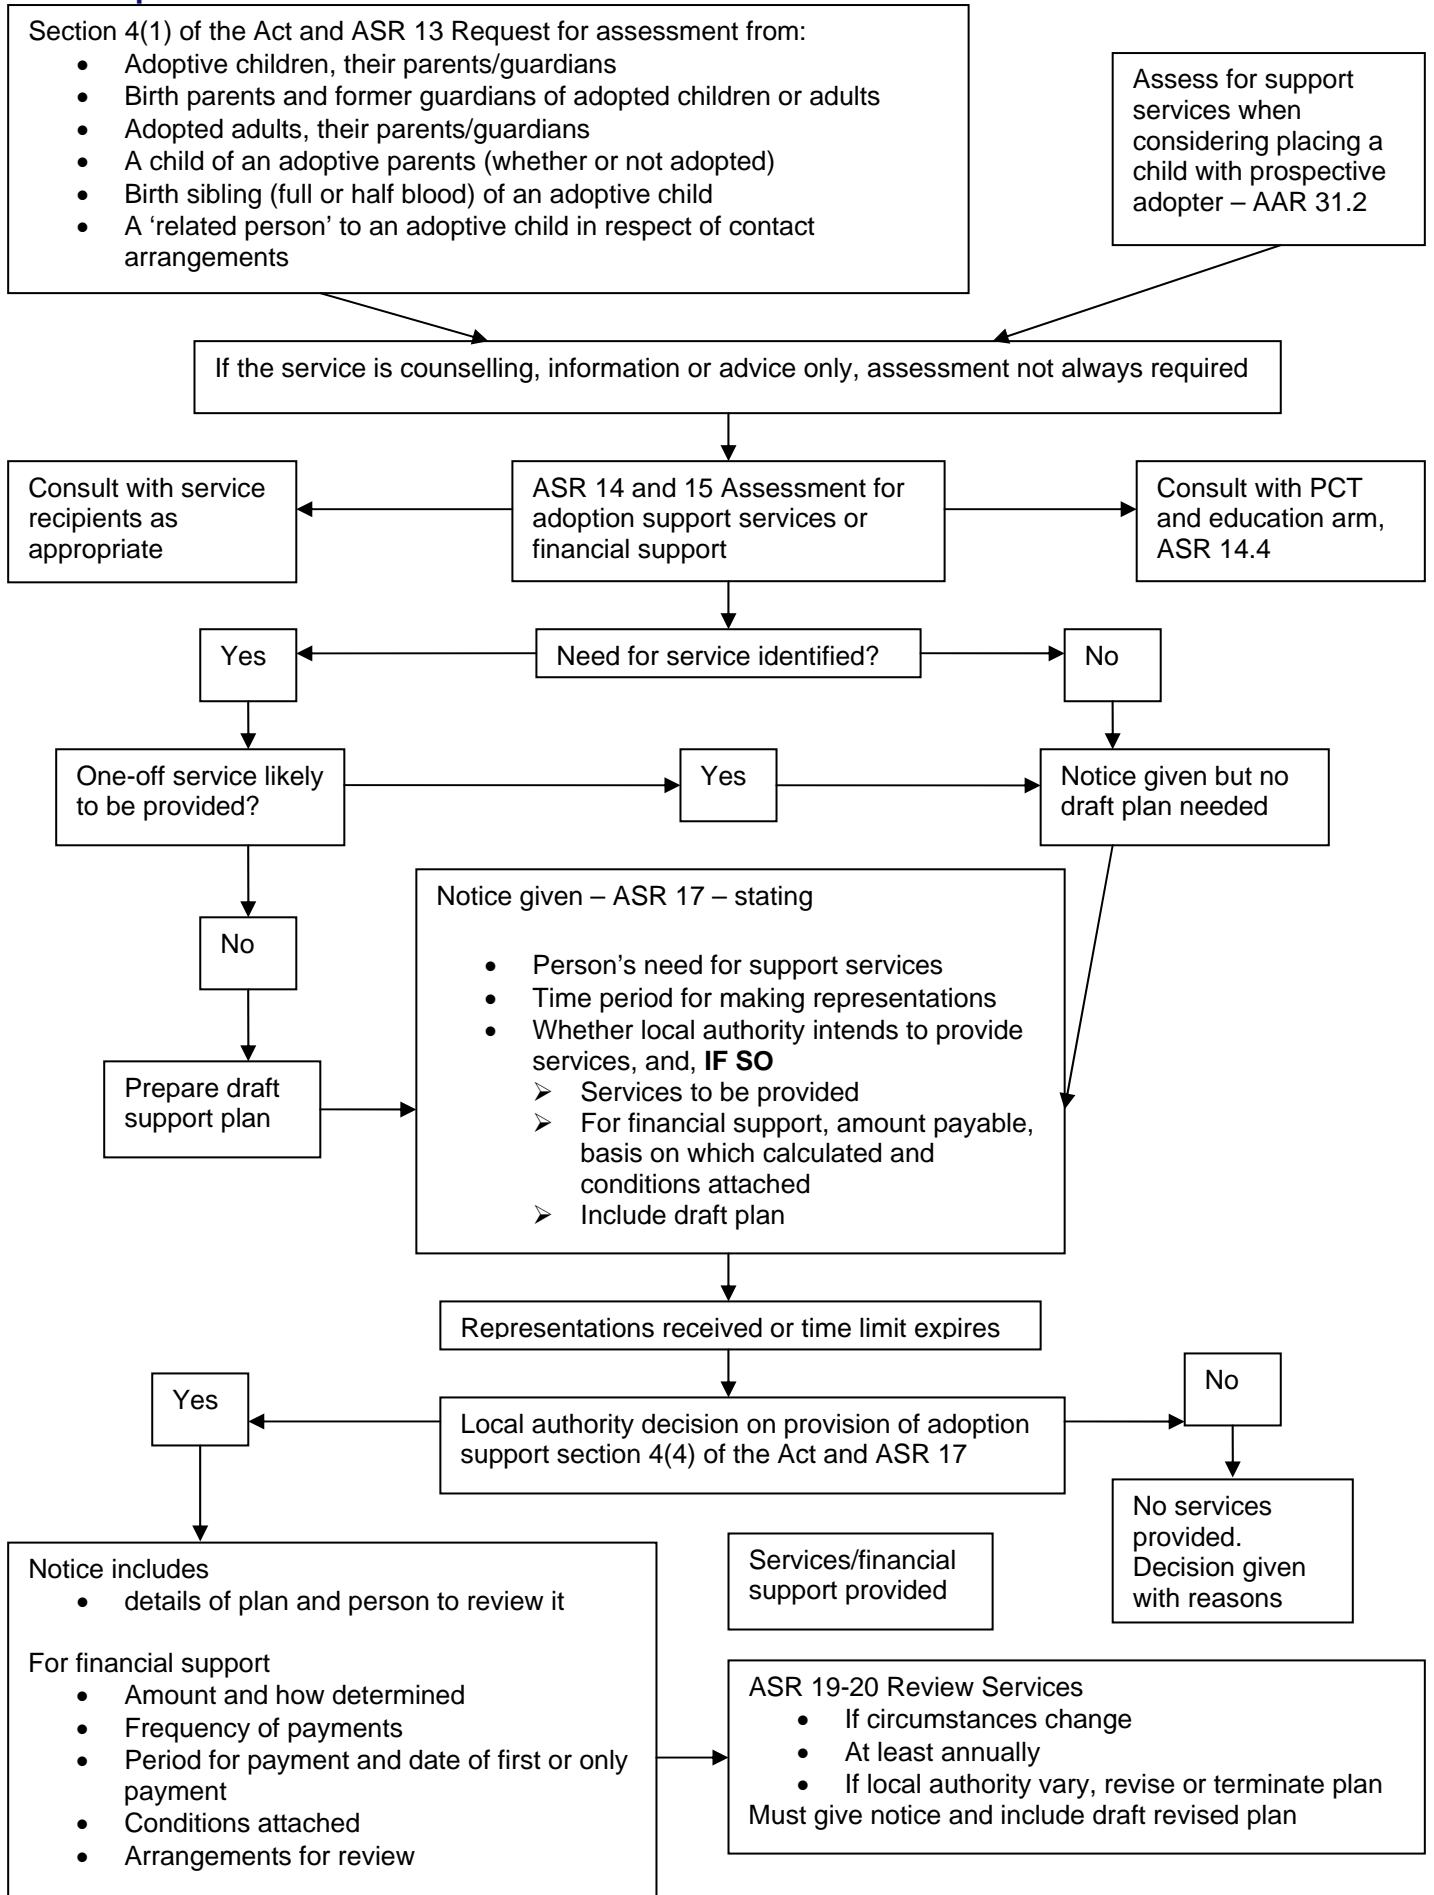 Section 4(1) of the Act and ASR 13 Request for assessment from:
• Adoptive children, their parents/guardians
• Birth parents and former guardians of adopted children or adults
• Adopted adults, their parents/guardians
• A child of an adoptive parents (whether or not adopted)
• Birth sibling (full or half blood) of an adoptive child
• A ‘related person’ to an adoptive child in respect of contact
arrangements
Assess for support
services when
considering placing a
child with prospective
adopter – AAR 31.2
If the service is counselling, information or advice only, assessment not always required
Consult with service
recipients as
appropriate
ASR 14 and 15 Assessment for
adoption support services or
financial support
Consult with PCT
and education arm,
ASR 14.4
Yes
Need for service identified?
No
One-off service likely
to be provided?
Yes
Notice given but no
draft plan needed
No
Prepare draft
support plan
Notice given – ASR 17 – stating
• Person’s need for support services
• Time period for making representations
• Whether local authority intends to provide
services, and, IF SO
➢ Services to be provided
➢ For financial support, amount payable,
basis on which calculated and
conditions attached
➢ Include draft plan
Representations received or time limit expires
Yes
Local authority decision on provision of adoption
support section 4(4) of the Act and ASR 17
No
No services
provided.
Decision given
with reasons
Notice includes
• details of plan and person to review it
For financial support
• Amount and how determined
• Frequency of payments
• Period for payment and date of first or only
payment
• Conditions attached
• Arrangements for review
Services/financial
support provided
ASR 19-20 Review Services
• If circumstances change
• At least annually
• If local authority vary, revise or terminate plan
Must give notice and include draft revised plan